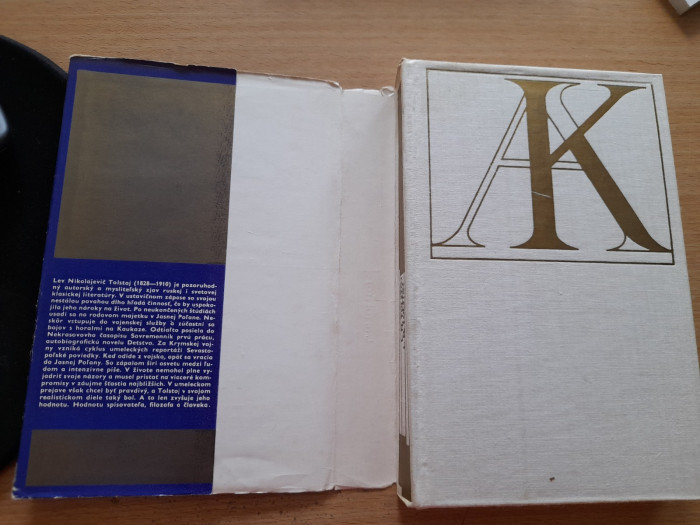 Lev Nikolajevič Tolstoj (1828—1910) je pozoruhod-
ný autorský a mysliteľský zjav ruskej i svetovej
klasickej literatúry. V ustavičnom zápase so svojou
nestálou povahou dlho hľadá činnosť, čo by uspoko-
jila jeho nároky na život. Po neukončených štúdiách
usadí sa na rodovom majetku v Jasnej Poľane. Ne-
skôr vstupuje do vojenskej služby a zúčastní sa
bojov s horalmi na Kaukaze. Odtiaľto posiela do
Nekrasovovho časopisu Sovremennik prvú prácu,
autobiografickú novelu Detstvo. Za Krymskej voj-
ny vzniká cyklus umeleckých reportáží Sevasto-
poľské poviedky. Keď odíde z vojska, opäť sa vracia
do Jasnej Poľany. So zápalom šíri osvetu medzi ľu-
dom a intenzívne píše. V živote nemohol plne vy-
jadriť svoje názory a musel pristať na viaceré kom-
promisy v záujme šťastia najbližších. V umeleckom
prejave však chcel byť pravdivý, a Tolstoj v svojom
realistickom diele taký bol. A to len zvyšuje jeho
hodnotu. Hodnotu spisovateľa, filozofa a človeka.
AK